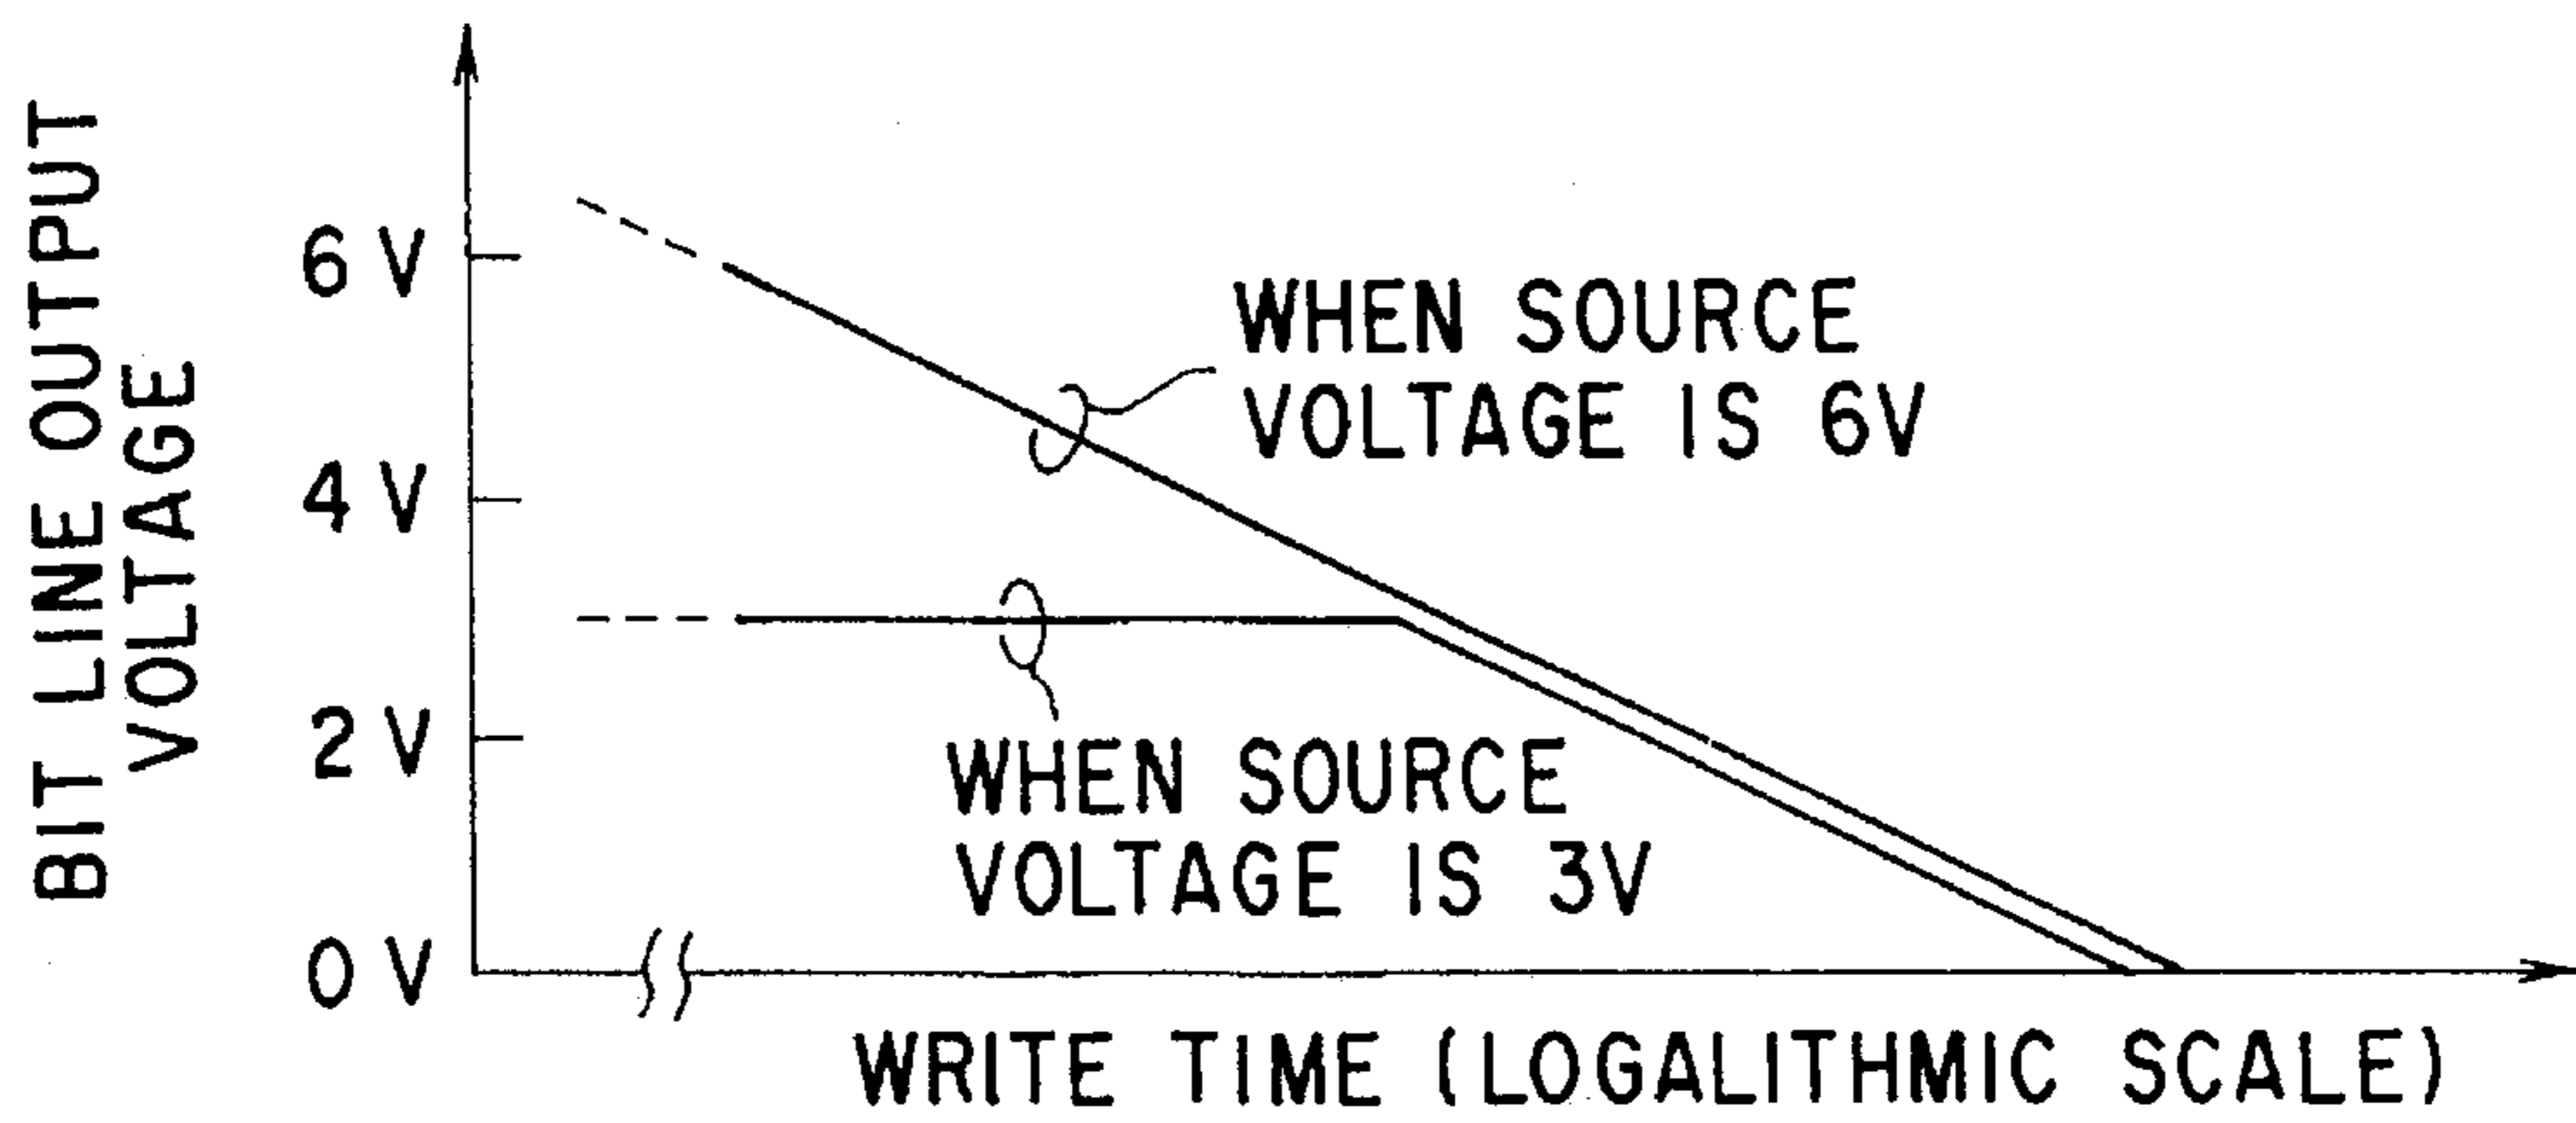 BIT LINE OUTPUT
VOLTAGE
6 V
4 V
2 V
0 V
WHEN SOURCE
VOLTAGE IS 6V
WHEN SOURCE
VOLTAGE IS 3V
WRITE TIME (LOGALITHMIC SCALE)